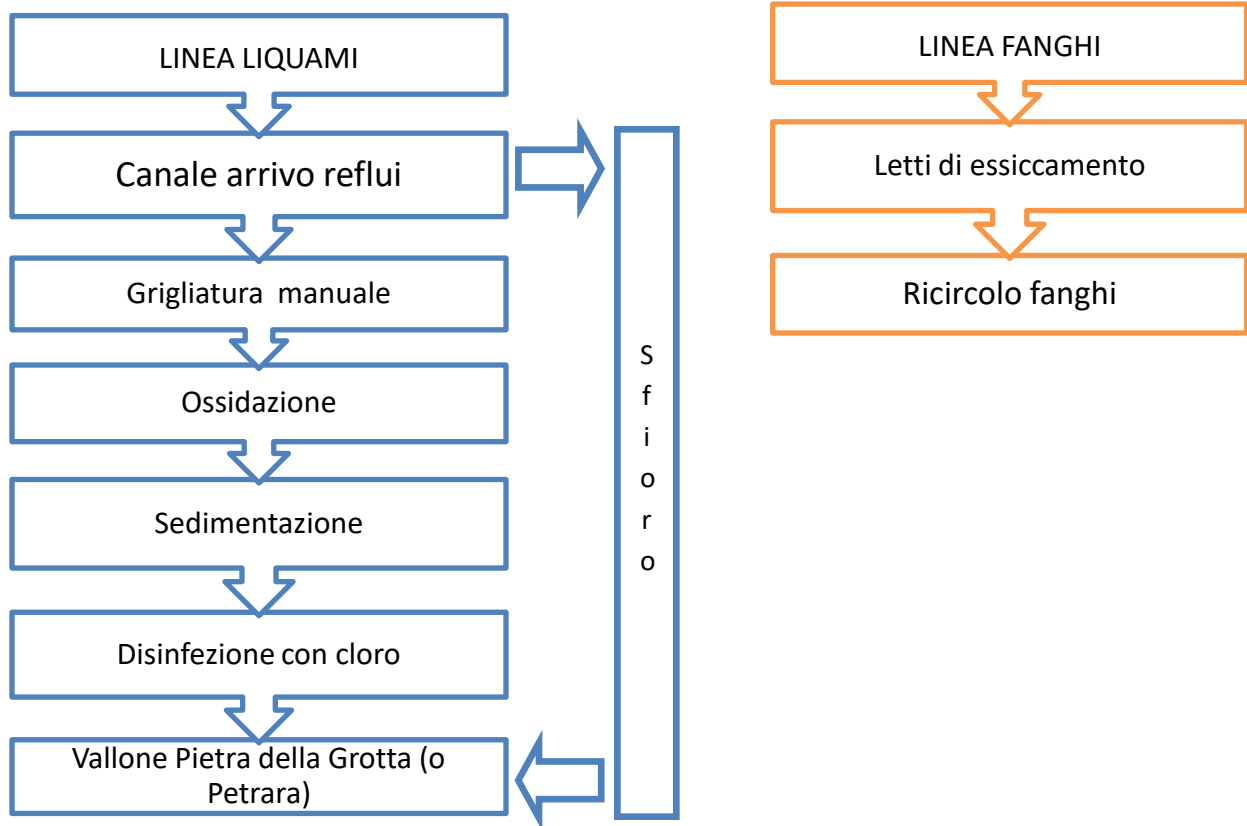 LINEA LIQUAMI
Canale arrivo reflui
Grigliatura manuale
Ossidazione
Sedimentazione
Disinfezione con cloro
Vallone Pietra della Grotta (o
Petrara)
S
f
i
o
r
o
LINEA FANGHI
Letti di essiccamento
Ricircolo fanghi